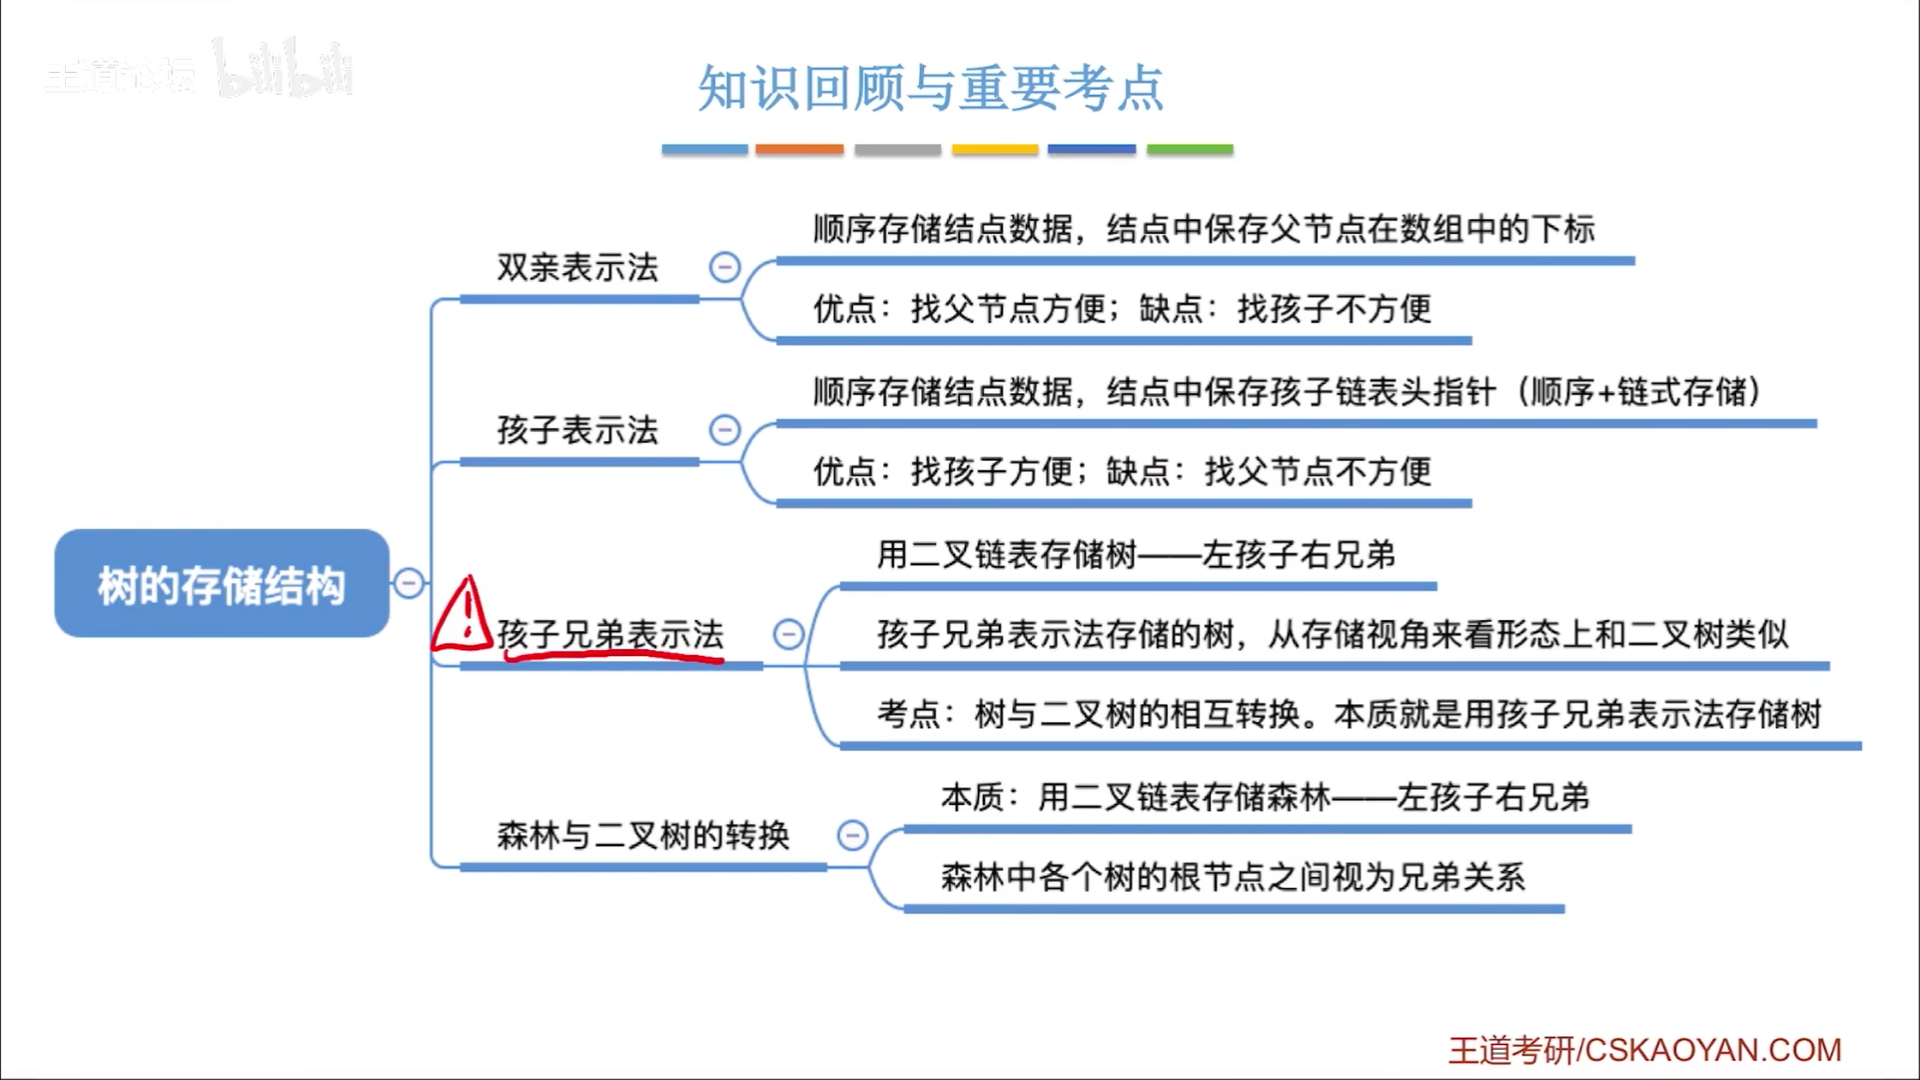 王道论坛 bilibili
知识回顾与重要考点
双亲表示法
顺序存储结点数据，结点中保存父节点在数组中的下标
优点：找父节点方便；缺点：找孩子不方便
孩子表示法
顺序存储结点数据，结点中保存孩子链表头指针（顺序+链式存储）
优点：找孩子方便；缺点：找父节点不方便
树的存储结构
孩子兄弟表示法
用二叉链表存储树——左孩子右兄弟
孩子兄弟表示法存储的树，从存储视角来看形态上和二叉树类似
考点：树与二叉树的相互转换。本质就是用孩子兄弟表示法存储树
森林与二叉树的转换
本质：用二叉链表存储森林——左孩子右兄弟
森林中各个树的根节点之间视为兄弟关系
王道考研/CSKAOYAN.COM